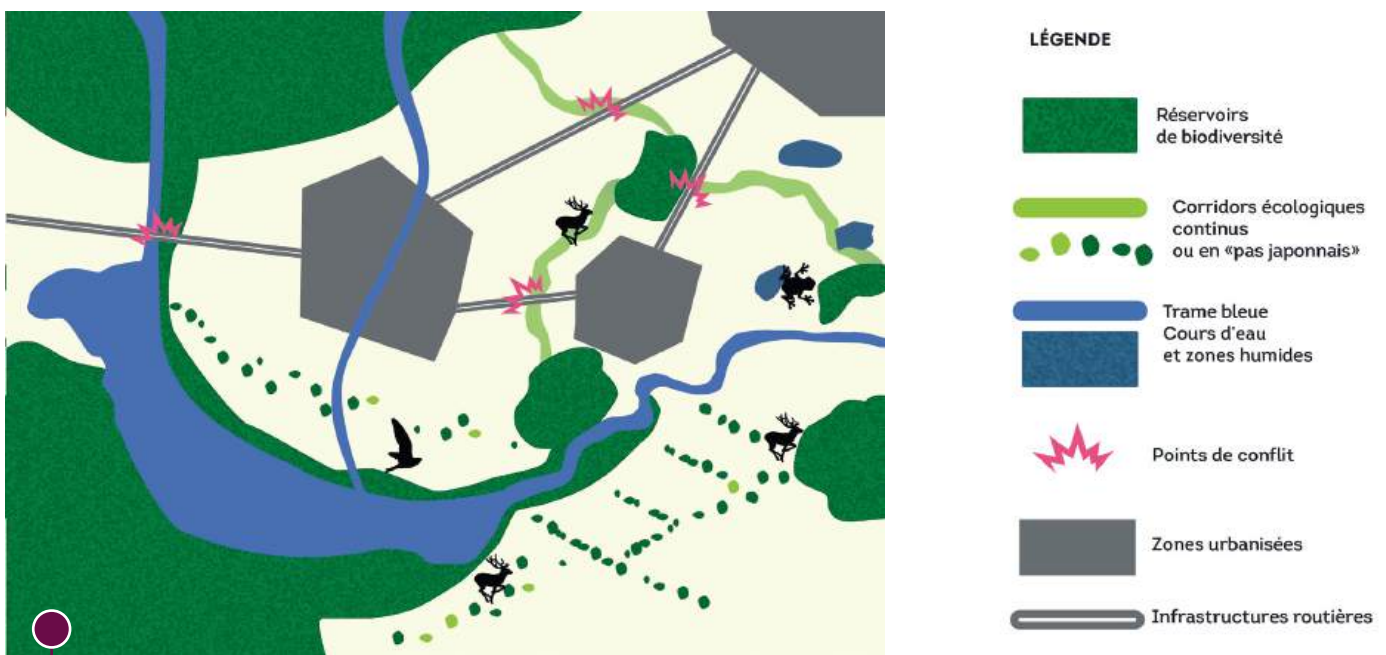 LÉGENDE
Réservoirs
de biodiversité
Corridors écologiques
continus
ou en «pas japonnais»
Trame bleue
Cours d'eau
et zones humides
Points de conflit
Zones urbanisées
Infrastructures routières